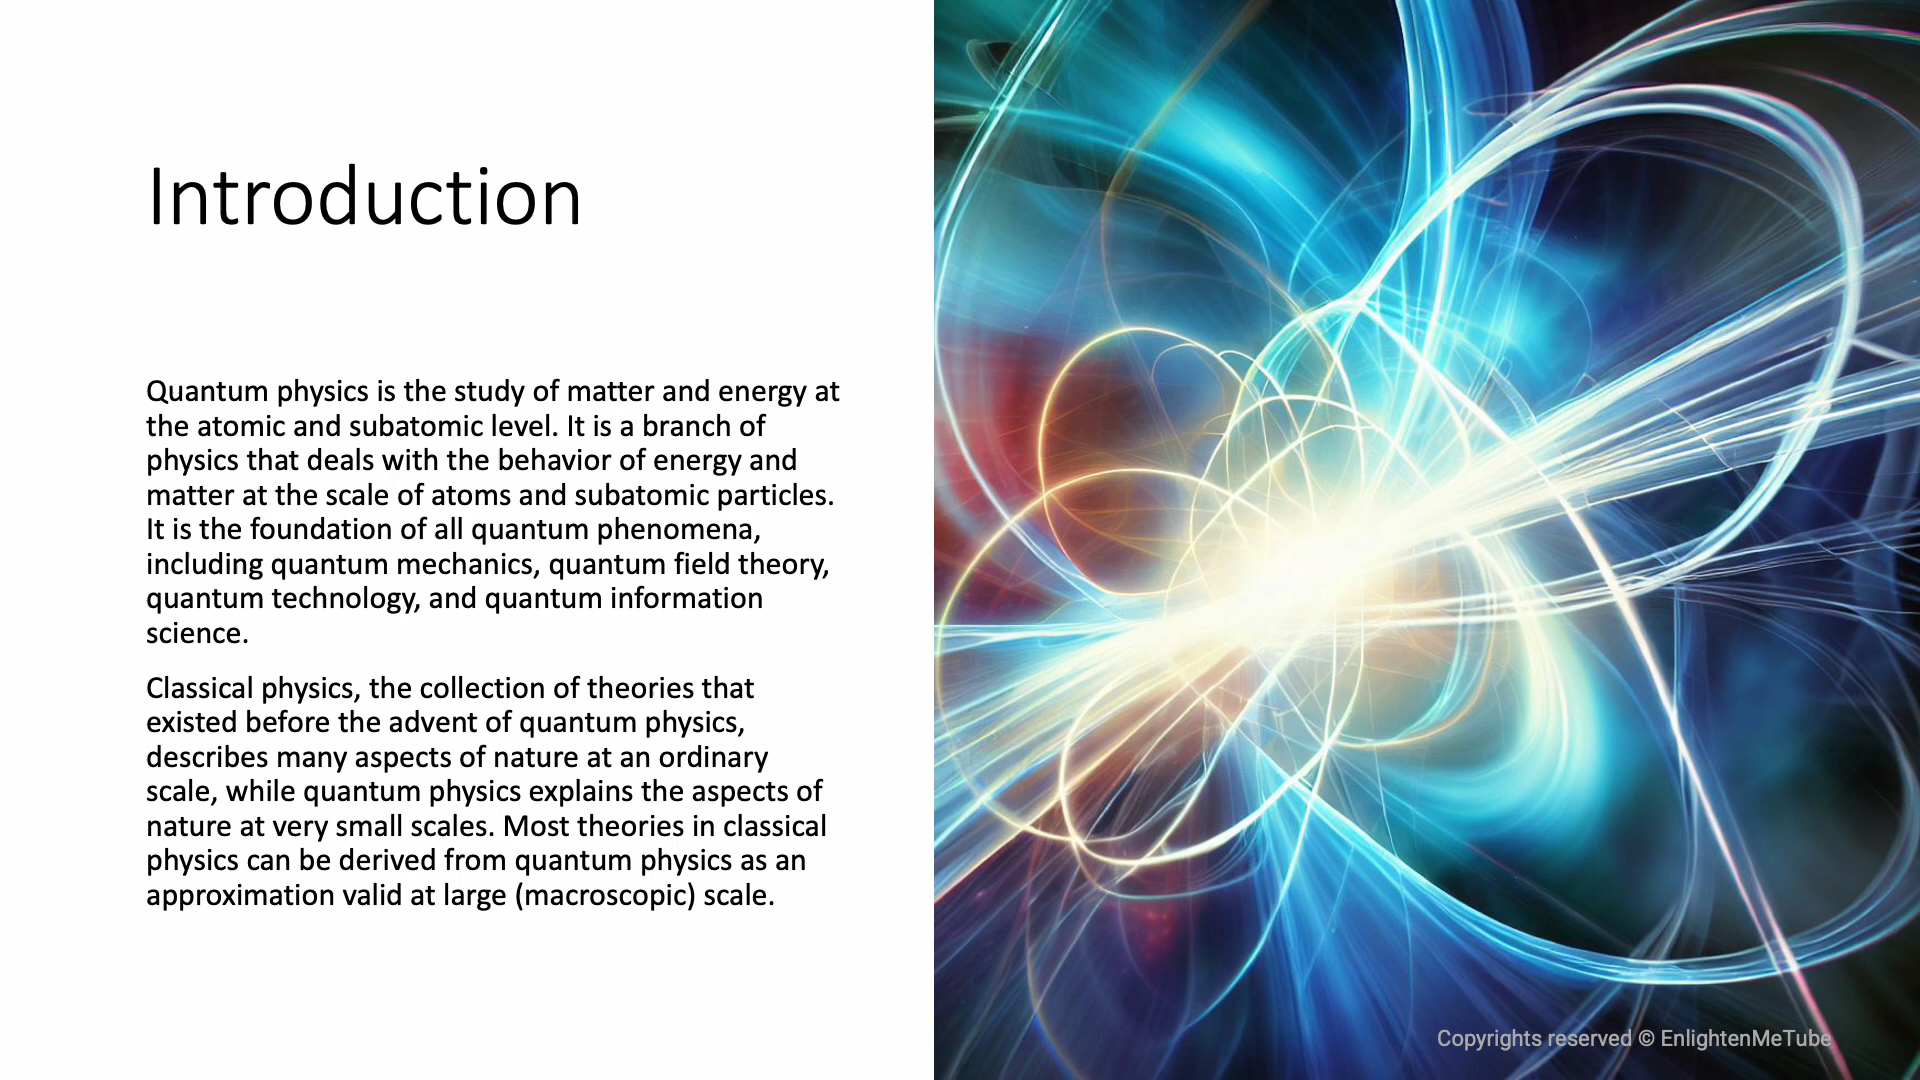 Introduction
Quantum physics is the study of matter and energy at
the atomic and subatomic level. It is a branch of
physics that deals with the behavior of energy and
matter at the scale of atoms and subatomic particles.
It is the foundation of all quantum phenomena,
including quantum mechanics, quantum field theory,
quantum technology, and quantum information
science.
Classical physics, the collection of theories that
existed before the advent of quantum physics,
describes many aspects of nature at an ordinary
scale, while quantum physics explains the aspects of
nature at very small scales. Most theories in classical
physics can be derived from quantum physics as an
approximation valid at large (macroscopic) scale.
Copyrights reserved © EnlightenMeTube